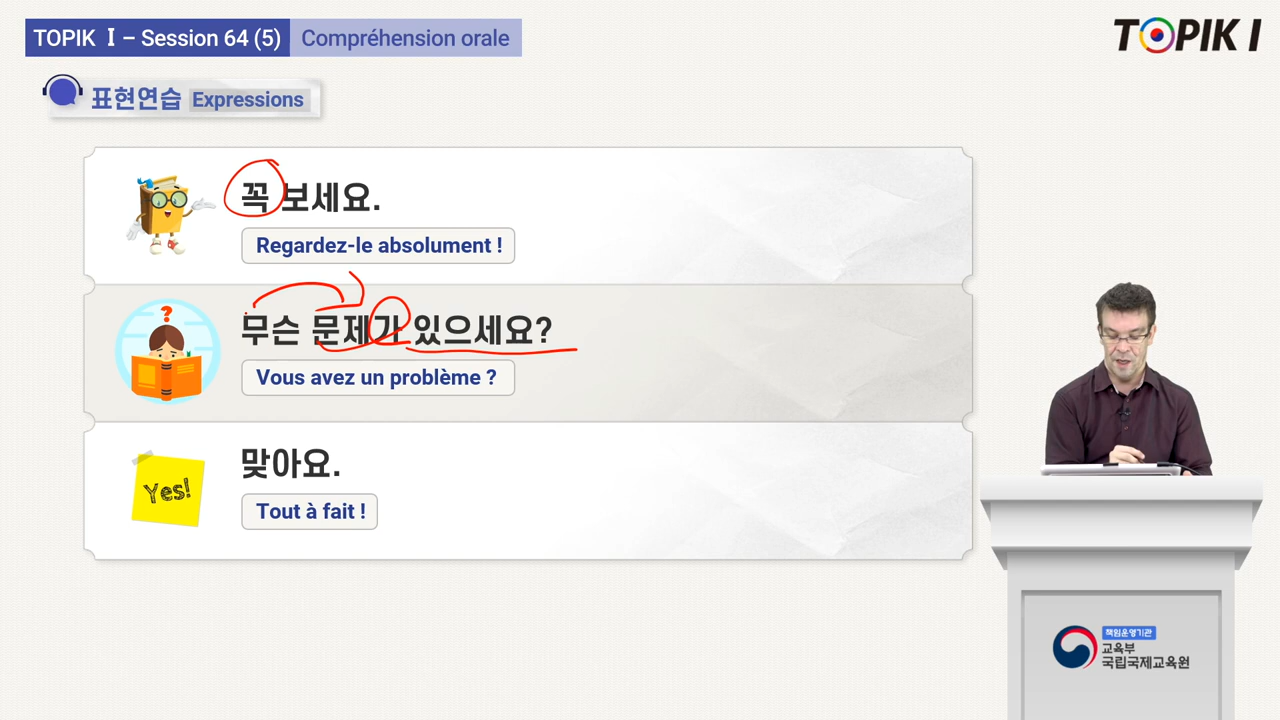 TOPIK Ⅰ – Session 64 (5) Compréhension orale
TOPIK I
표현연습 Expressions
꼭 보세요.
Regardez-le absolument !
?
무슨 문제가 있으세요?
Vous avez un problème ?
맞아요.
Yes!
Tout à fait !
책임운영기관
교육부
국립국제교육원